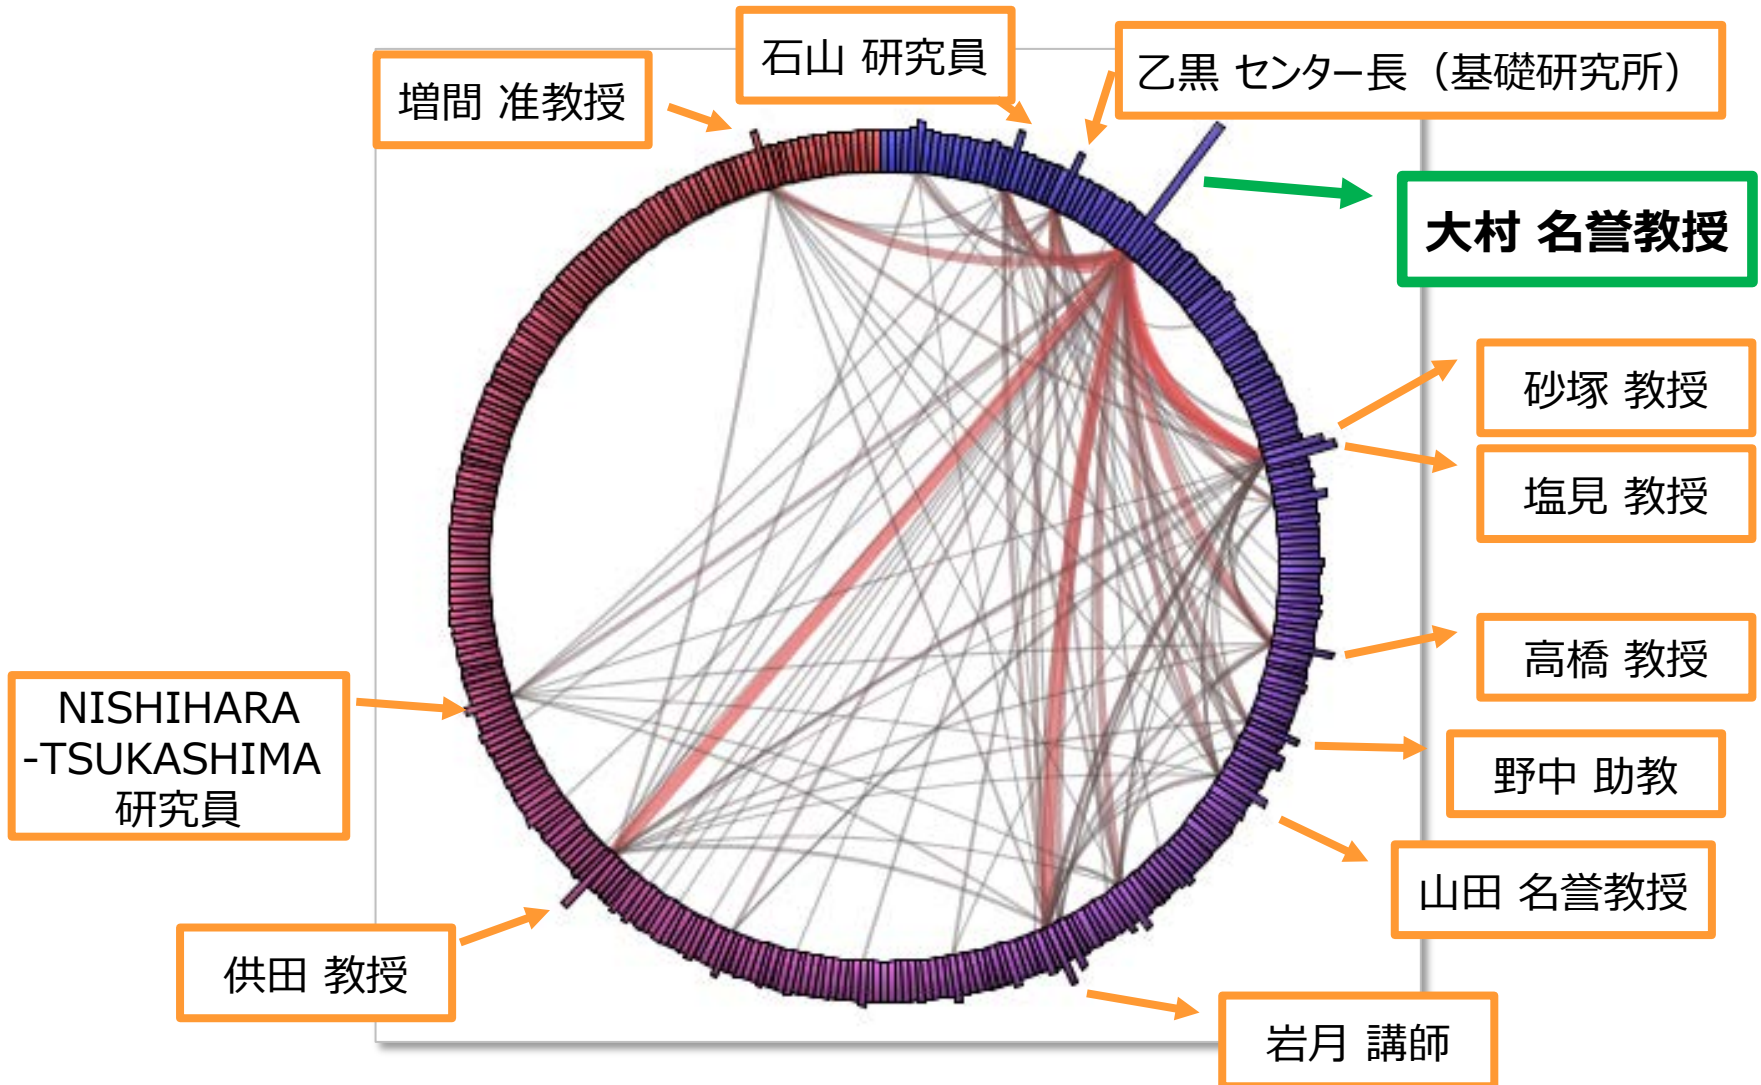 石山 研究員
乙黒 センター長（基礎研究所）
増間 准教授
大村 名誉教授
砂塚 教授
塩見 教授
高橋 教授
NISHIHARA
-TSUKASHIMA
研究員
野中 助教
山田 名誉教授
供田 教授
岩月 講師